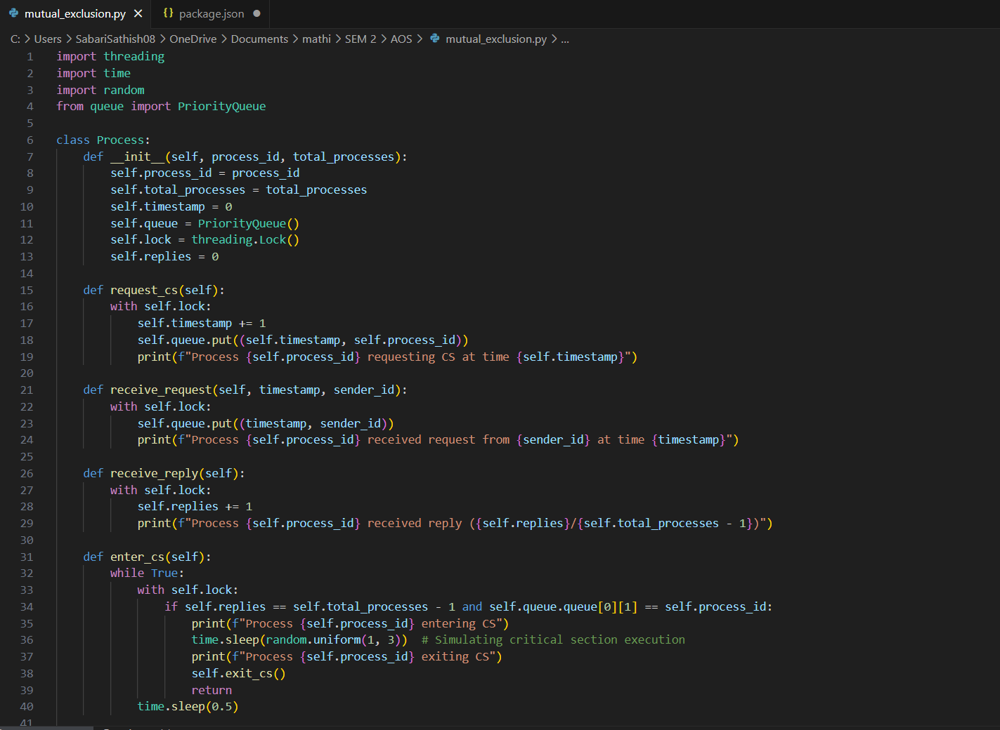 mutual_exclusion.py
package.json
C: > Users > SabariSathish08 > OneDrive > Documents > mathi > SEM 2 > AOS > mutual_exclusion.py > ...
1 import threading
2 import time
3 import random
4 from queue import PriorityQueue
5
6 class Process:
7     def __init__(self, process_id, total_processes):
8         self.process_id = process_id
9         self.total_processes = total_processes
10         self.timestamp = 0
11         self.queue = PriorityQueue()
12         self.lock = threading.Lock()
13         self.replies = 0
14
15     def request_cs(self):
16         with self.lock:
17             self.timestamp += 1
18             self.queue.put((self.timestamp, self.process_id))
19             print(f"Process {self.process_id} requesting CS at time {self.timestamp}")
20
21     def receive_request(self, timestamp, sender_id):
22         with self.lock:
23             self.queue.put((timestamp, sender_id))
24             print(f"Process {self.process_id} received request from {sender_id} at time {timestamp}")
25
26     def receive_reply(self):
27         with self.lock:
28             self.replies += 1
29             print(f"Process {self.process_id} received reply ({self.replies}/{self.total_processes - 1})")
30
31     def enter_cs(self):
32         while True:
33             with self.lock:
34                 if self.replies == self.total_processes - 1 and self.queue.queue[0][1] == self.process_id:
35                     print(f"Process {self.process_id} entering CS")
36                     time.sleep(random.uniform(1, 3))  # Simulating critical section execution
37                     print(f"Process {self.process_id} exiting CS")
38                     self.exit_cs()
39                     return
40             time.sleep(0.5)
41